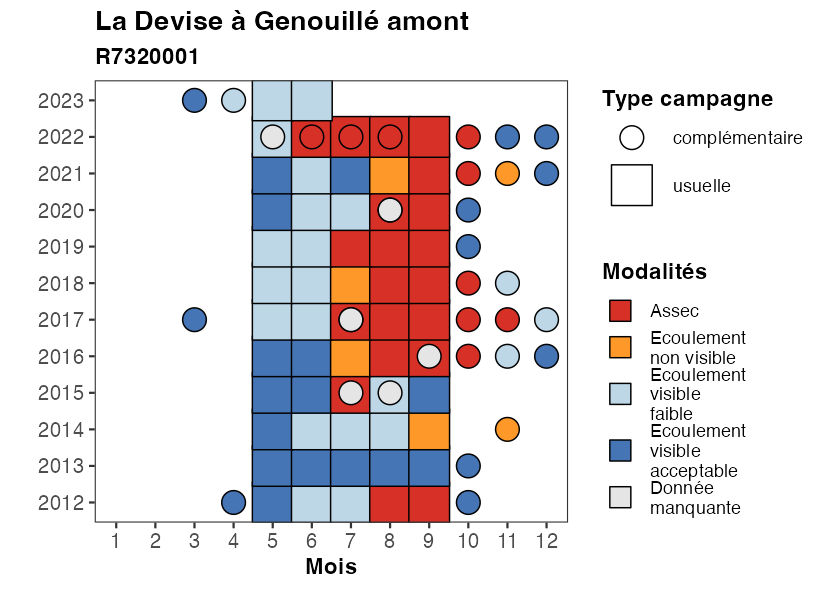 La Devise à Genouillé amont
R7320001
2023
2022
2021
2020
2019
2018
2017
2016
2015
2014
2013
2012
1 2 3 4 5 6 7 8 9 10 11 12
Mois
Type campagne
complémentaire
usuelle
Modalités
Assec
Ecoulement
non visible
Ecoulement
visible
faible
Ecoulement
visible
acceptable
Donnée
manquante